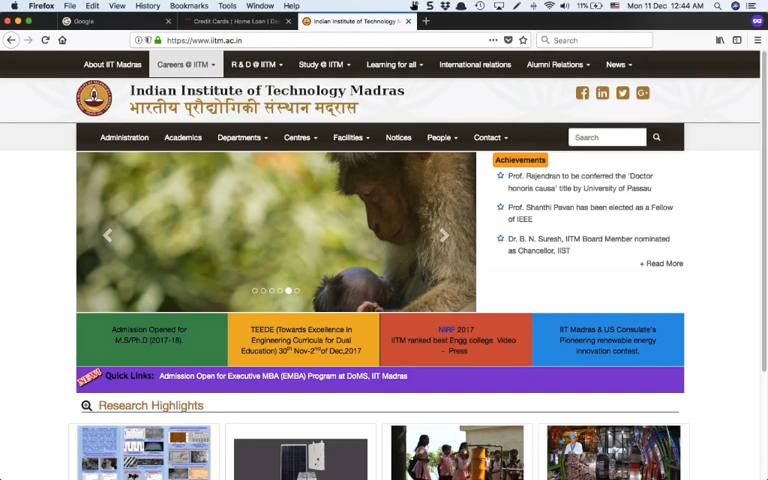 Firefox File Edit View History Bookmarks Tools Window Help 11% Mon 11 Dec 12:44 AM
Google
Credit Cards | Home Loan | De
Indian Institute of Technology M
https://www.iitm.ac.in
Search
About IIT Madras Careers @ IITM R & D @ IITM Study @ IITM Learning for all International relations Alumni Relations News
Indian Institute of Technology Madras
भारतीय प्रौद्योगिकी संस्थान मद्रास
Administration Academics Departments Centres Facilities Notices People Contact Search
Achievements
Prof. Rajendran to be conferred the 'Doctor
honoris causa' title by University of Passau
Prof. Shanthi Pavan has been elected as a Fellow
of IEEE
Dr. B. N. Suresh, IITM Board Member nominated
as Chancellor, IIST
+ Read More
Admission Opened for
M.S/Ph.D (2017-18).
TEEDE (Towards Excellence in
Engineering Curricula for Dual
Education) 30th Nov-2nd of Dec,2017
NIRF 2017
IITM ranked best Engg college Video
- Press
IIT Madras & US Consulate's
Pioneering renewable energy
innovation contest.
NEW! Quick Links: Admission Open for Executive MBA (EMBA) Program at DoMS, IIT Madras
Research Highlights